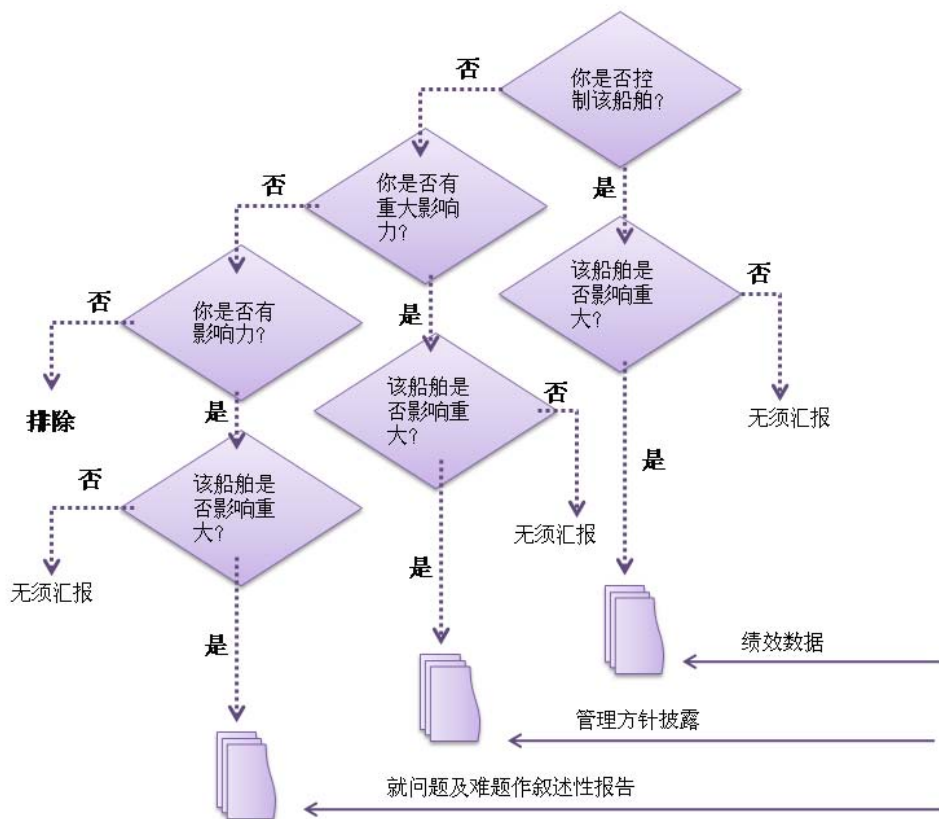 否
你是否控
制该船舶?
否
你是否有
重大影响
力?
是
否
你是否有
影响力?
是
该船舶是
否影响重
大?
否
排除
是
该船舶是
否影响重
大?
否
无须汇报
是
否
该船舶是
否影响重
大?
无须汇报
是
无须汇报
是
绩效数据
管理方针披露
就问题及难题作叙述性报告